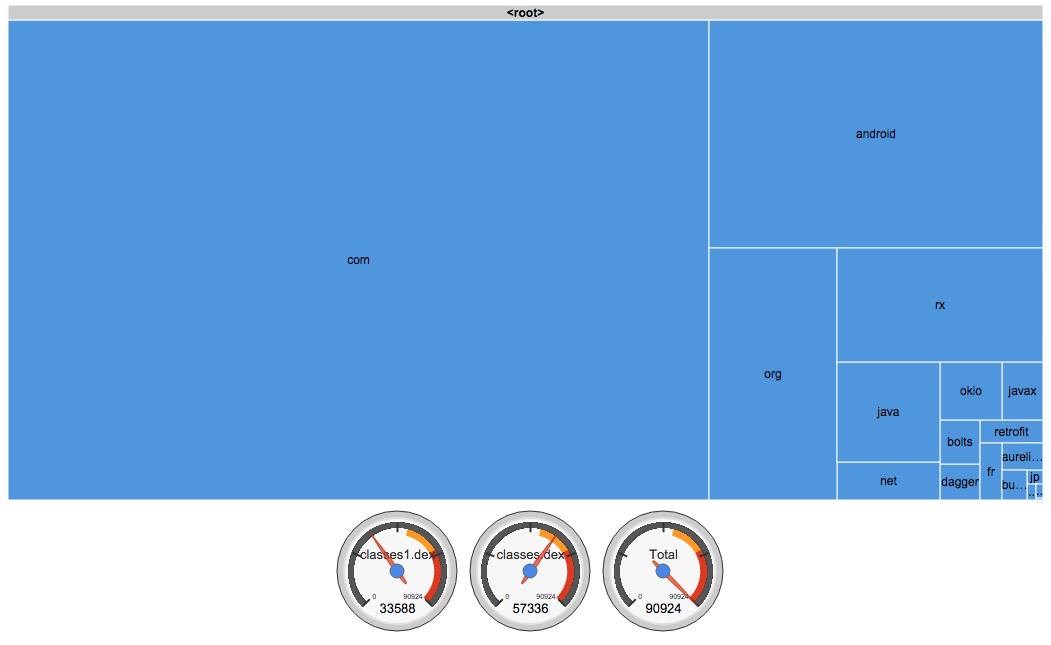 <root>
com
android
org
rx
java
okio
javax
bolts
retrofit
net
dagger
fr
aureli...
bu...
jp
...
...
classes1.dex
0 90924
33588
classes.dex
0 90924
57336
Total
0 90924
90924